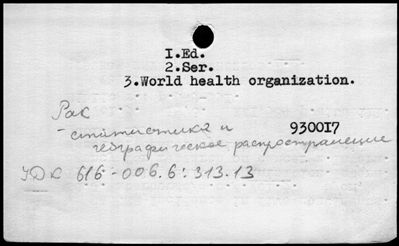 I.Ed.
2.Ser.
3.World health organization.
Рак
- статистика и 930017
географическое распространение
УДК 616-006.6:313.13